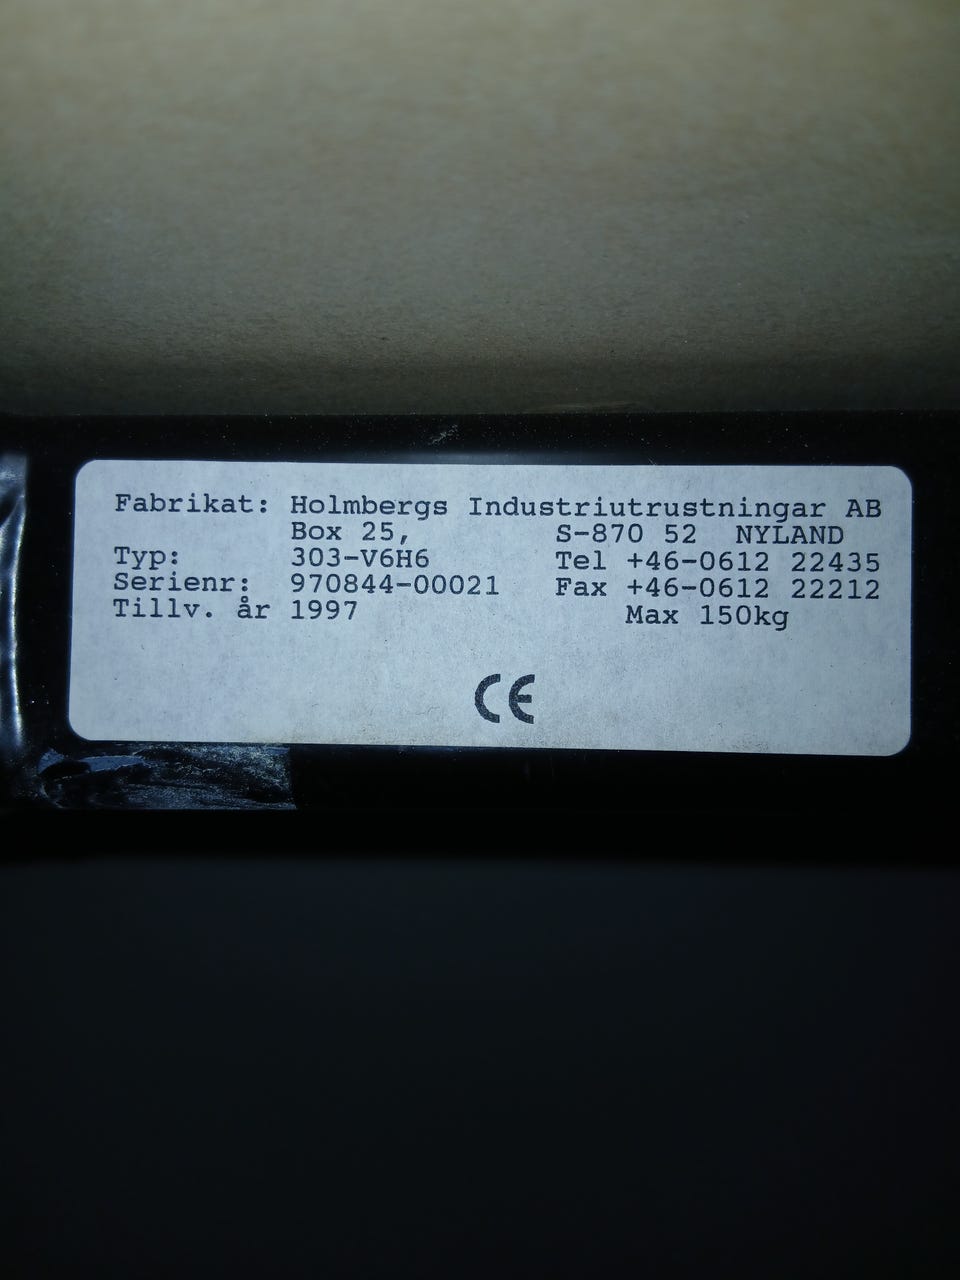 Fabrikat: Holmbergs Industriutrustningar AB
Box 25, S-870 52 NYLAND
Typ: 303-V6H6 Tel +46-0612 22435
Serienr: 970844-00021 Fax +46-0612 22212
Tillv. år 1997 Max 150kg
CE